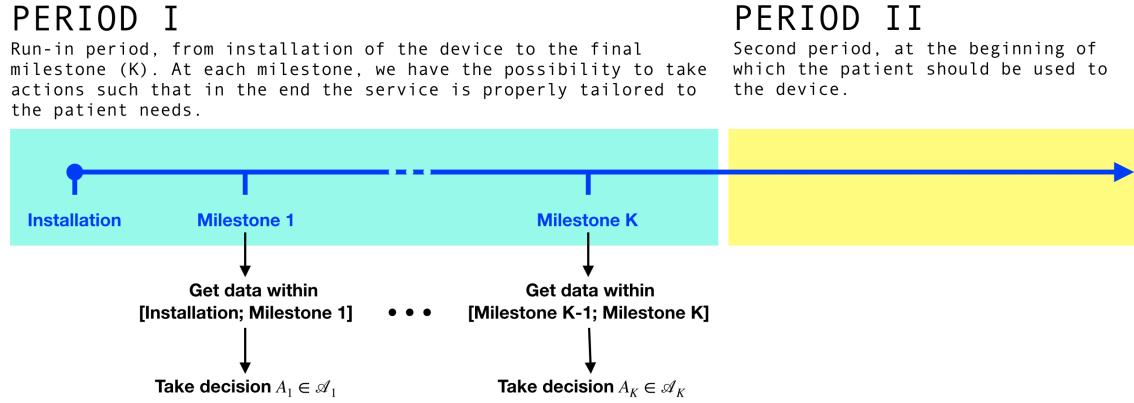 PERIOD I
Run-in period, from installation of the device to the final
milestone (K). At each milestone, we have the possibility to take
actions such that in the end the service is properly tailored to
the patient needs.
PERIOD II
Second period, at the beginning of
which the patient should be used to
the device.
Installation
Milestone 1
Milestone K
Get data within
[Installation; Milestone 1]
• • •
Get data within
[Milestone K-1; Milestone K]
Take decision A₁ ∈ 𝒜₁
Take decision A_K ∈ 𝒜_K